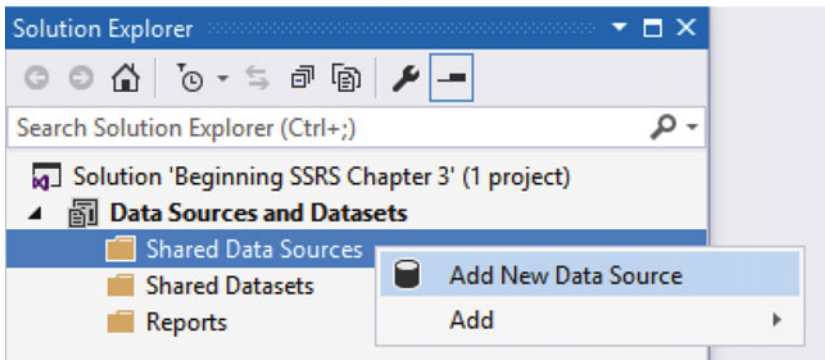 Solution Explorer
Search Solution Explorer (Ctrl+;)
Solution 'Beginning SSRS Chapter 3' (1 project)
Data Sources and Datasets
Shared Data Sources
Add New Data Source
Shared Datasets
Add
Reports